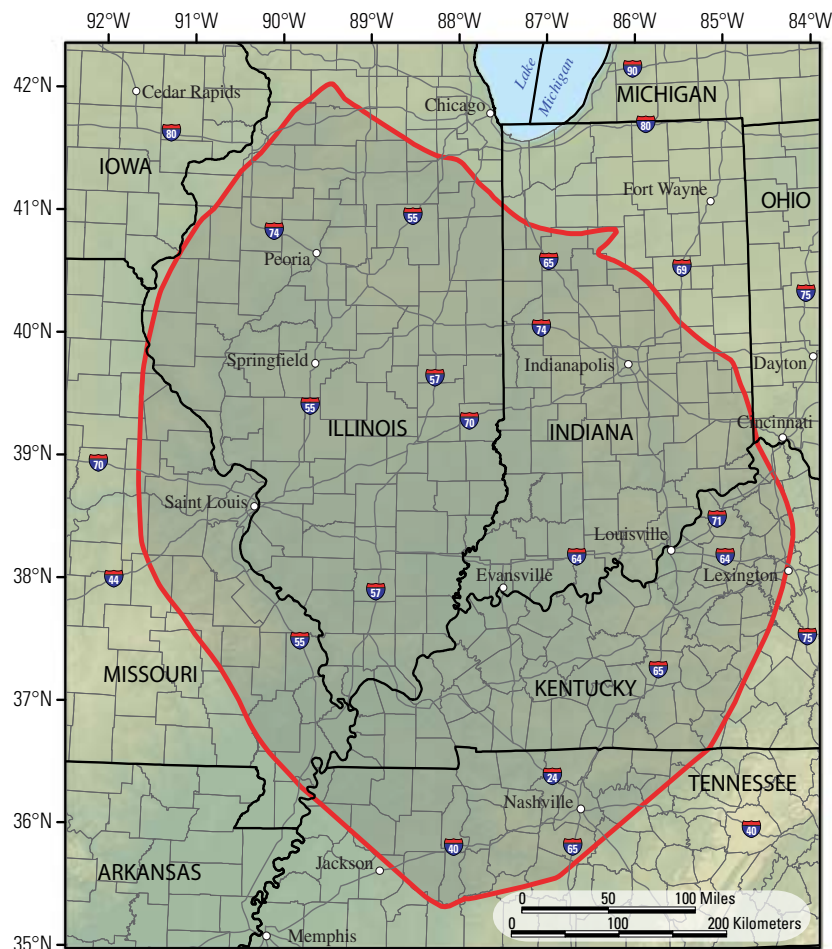 92°W 91°W 90°W 89°W 88°W 87°W 86°W 85°W 84°W
42°N
41°N
40°N
39°N
38°N
37°N
36°N
35°N
Lake
Michigan
90
MICHIGAN
Cedar Rapids
Chicago
80
80
IOWA
Fort Wayne
OHIO
55
74
Peoria
65
69
75
74
Springfield
Indianapolis
Dayton
57
55
70
ILLINOIS
INDIANA
Cincinnati
70
Saint Louis
71
Louisville
64
64
44
Evansville
Lexington
57
55
75
MISSOURI
65
KENTUCKY
24
TENNESSEE
Nashville
40
65
40
ARKANSAS
Jackson
Memphis
0 50 100 Miles
0 100 200 Kilometers